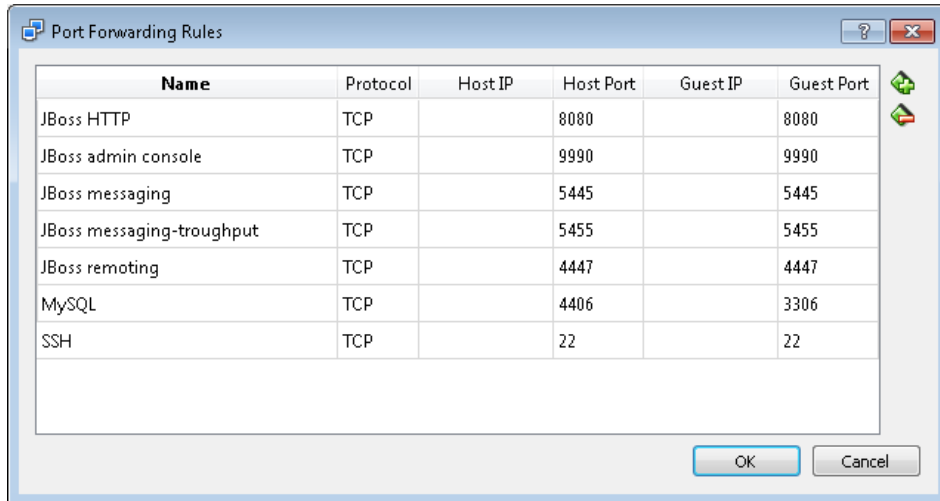 Port Forwarding Rules
?
Name Protocol Host IP Host Port Guest IP Guest Port
JBoss HTTP TCP 8080 8080
JBoss admin console TCP 9990 9990
JBoss messaging TCP 5445 5445
JBoss messaging-troughput TCP 5455 5455
JBoss remoting TCP 4447 4447
MySQL TCP 4406 3306
SSH TCP 22 22
OK Cancel